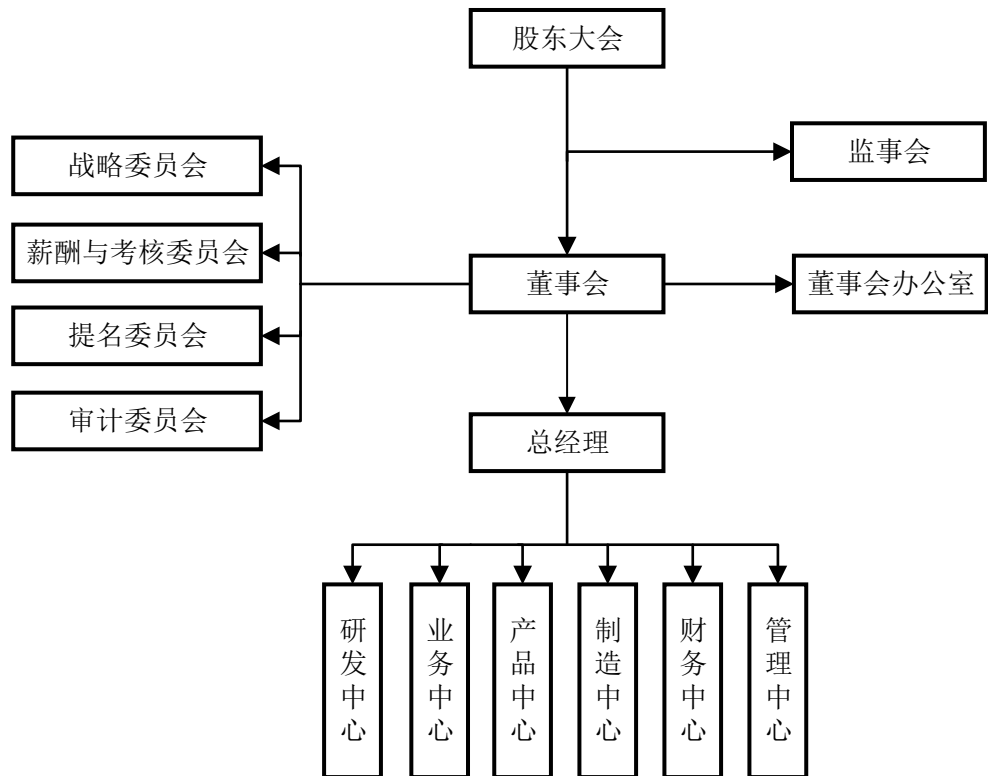 股东大会
监事会
战略委员会
薪酬与考核委员会
董事会
董事会办公室
提名委员会
审计委员会
总经理
研发中心
业务中心
产品中心
制造中心
财务中心
管理中心